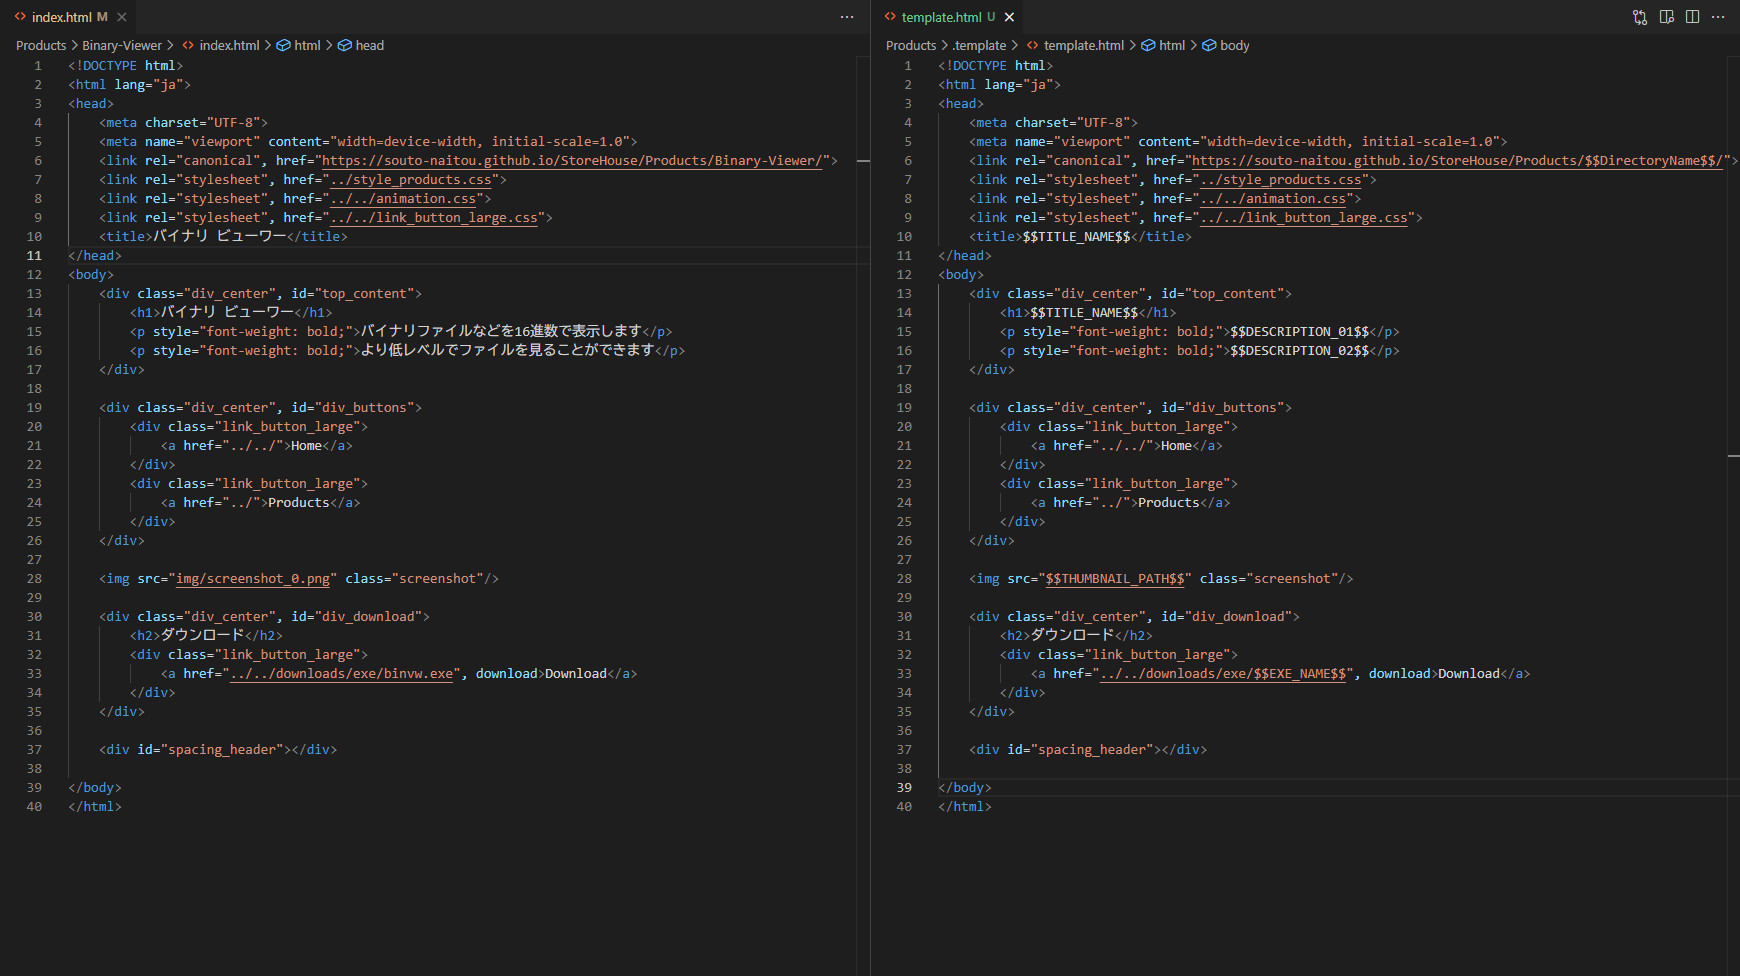 index.html M
Products > Binary-Viewer > index.html > html > head
1 <!DOCTYPE html>
2 <html lang="ja">
3 <head>
4 <meta charset="UTF-8">
5 <meta name="viewport" content="width=device-width, initial-scale=1.0">
6 <link rel="canonical", href="https://souto-naitou.github.io/StoreHouse/Products/Binary-Viewer/">
7 <link rel="stylesheet", href="../style_products.css">
8 <link rel="stylesheet", href="../../animation.css">
9 <link rel="stylesheet", href="../../link_button_large.css">
10 <title>バイナリ ビューワー</title>
11 </head>
12 <body>
13 <div class="div_center", id="top_content">
14 <h1>バイナリ ビューワー</h1>
15 <p style="font-weight: bold;">バイナリファイルなどを16進数で表示します</p>
16 <p style="font-weight: bold;">より低レベルでファイルを見ることができます</p>
17 </div>
18
19 <div class="div_center", id="div_buttons">
20 <div class="link_button_large">
21 <a href="../../">Home</a>
22 </div>
23 <div class="link_button_large">
24 <a href="../">Products</a>
25 </div>
26 </div>
27
28 <img src="img/screenshot_0.png" class="screenshot"/>
29
30 <div class="div_center", id="div_download">
31 <h2>ダウンロード</h2>
32 <div class="link_button_large">
33 <a href="../../downloads/exe/binvw.exe", download>Download</a>
34 </div>
35 </div>
36
37 <div id="spacing_header"></div>
38
39 </body>
40 </html>
template.html U
Products > .template > template.html > html > body
1 <!DOCTYPE html>
2 <html lang="ja">
3 <head>
4 <meta charset="UTF-8">
5 <meta name="viewport" content="width=device-width, initial-scale=1.0">
6 <link rel="canonical", href="https://souto-naitou.github.io/StoreHouse/Products/$$DirectoryName$$/">
7 <link rel="stylesheet", href="../style_products.css">
8 <link rel="stylesheet", href="../../animation.css">
9 <link rel="stylesheet", href="../../link_button_large.css">
10 <title>$$TITLE_NAME$$</title>
11 </head>
12 <body>
13 <div class="div_center", id="top_content">
14 <h1>$$TITLE_NAME$$</h1>
15 <p style="font-weight: bold;">$$DESCRIPTION_01$$</p>
16 <p style="font-weight: bold;">$$DESCRIPTION_02$$</p>
17 </div>
18
19 <div class="div_center", id="div_buttons">
20 <div class="link_button_large">
21 <a href="../../">Home</a>
22 </div>
23 <div class="link_button_large">
24 <a href="../">Products</a>
25 </div>
26 </div>
27
28 <img src="$$THUMBNAIL_PATH$$" class="screenshot"/>
29
30 <div class="div_center", id="div_download">
31 <h2>ダウンロード</h2>
32 <div class="link_button_large">
33 <a href="../../downloads/exe/$$EXE_NAME$$", download>Download</a>
34 </div>
35 </div>
36
37 <div id="spacing_header"></div>
38
39 </body>
40 </html>